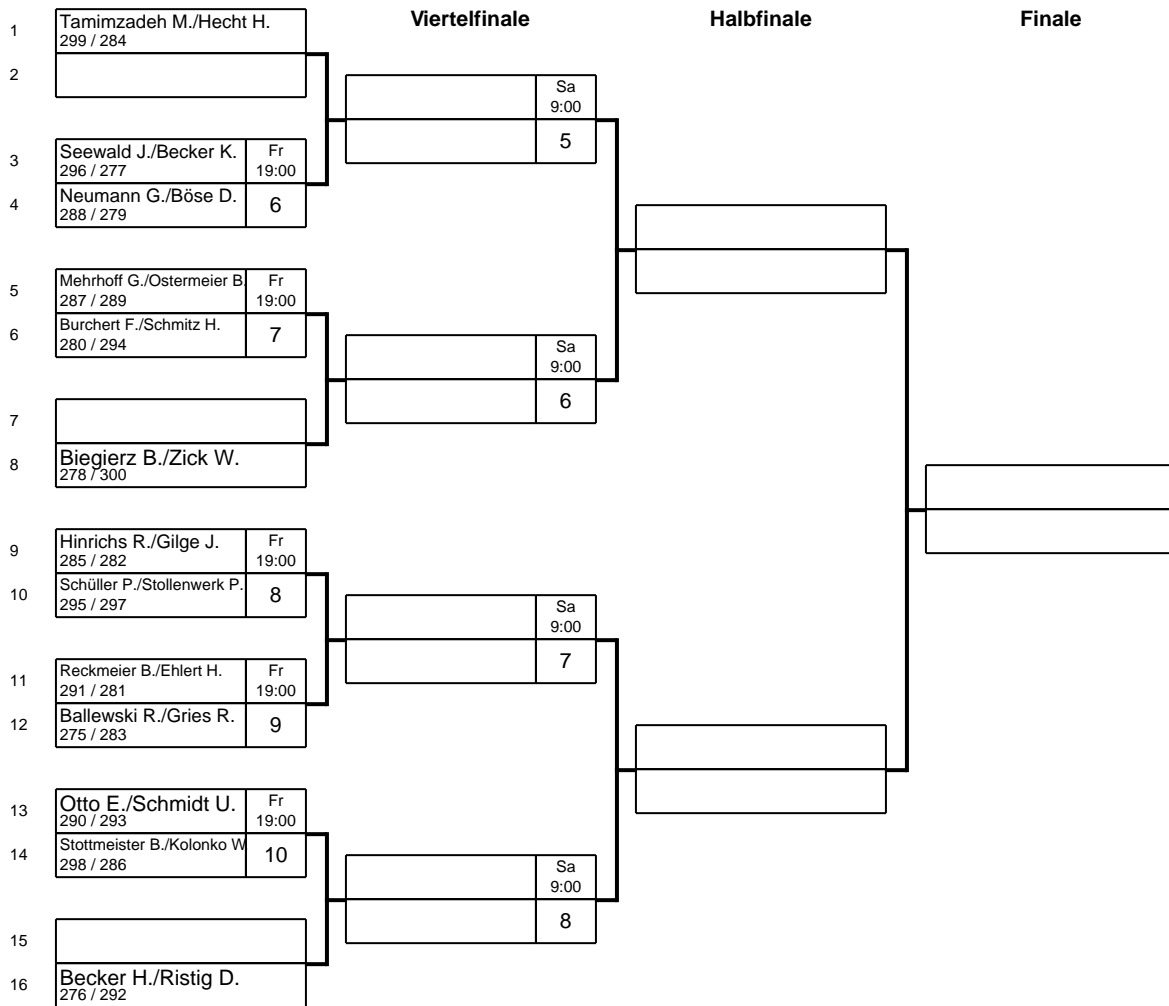 Viertelfinale Halbfinale Finale
1 Tamimzadeh M./Hecht H.
299 / 284
2
Sa
9:00
5
3 Seewald J./Becker K. Fr
296 / 277 19:00
4 Neumann G./Böse D. 6
288 / 279
5 Mehrhoff G./Ostermeier B. Fr
287 / 289 19:00
6 Burchert F./Schmitz H. 7
280 / 294
Sa
9:00
6
7
8 Biegierz B./Zick W.
278 / 300
9 Hinrichs R./Gilge J. Fr
285 / 282 19:00
10 Schüller P./Stollenwerk P. 8
295 / 297
Sa
9:00
7
11 Reckmeier B./Ehlert H. Fr
291 / 281 19:00
12 Ballewski R./Gries R. 9
275 / 283
13 Otto E./Schmidt U. Fr
290 / 293 19:00
14 Stottmeister B./Kolonko W 10
298 / 286
Sa
9:00
8
15
16 Becker H./Ristig D.
276 / 292